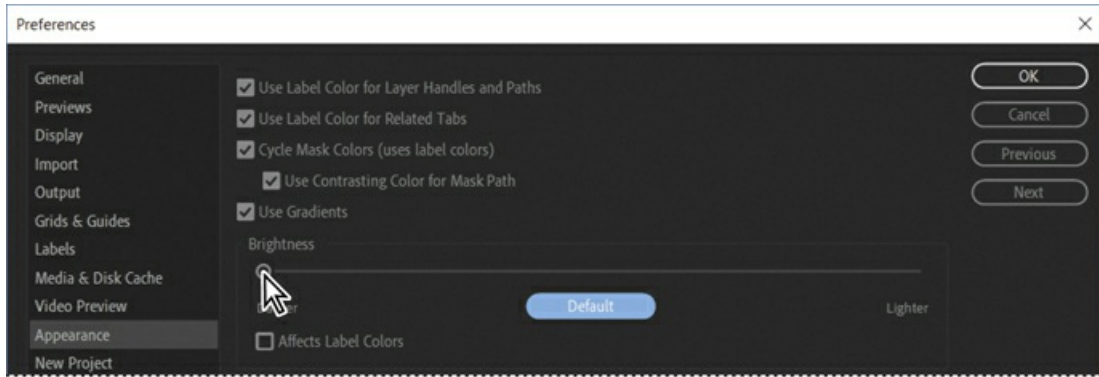 Preferences
General
Previews
Display
Import
Output
Grids & Guides
Labels
Media & Disk Cache
Video Preview
Appearance
New Project
Use Label Color for Layer Handles and Paths
Use Label Color for Related Tabs
Cycle Mask Colors (uses label colors)
Use Contrasting Color for Mask Path
Use Gradients
Brightness
Default
Lighter
Affects Label Colors
OK
Cancel
Previous
Next